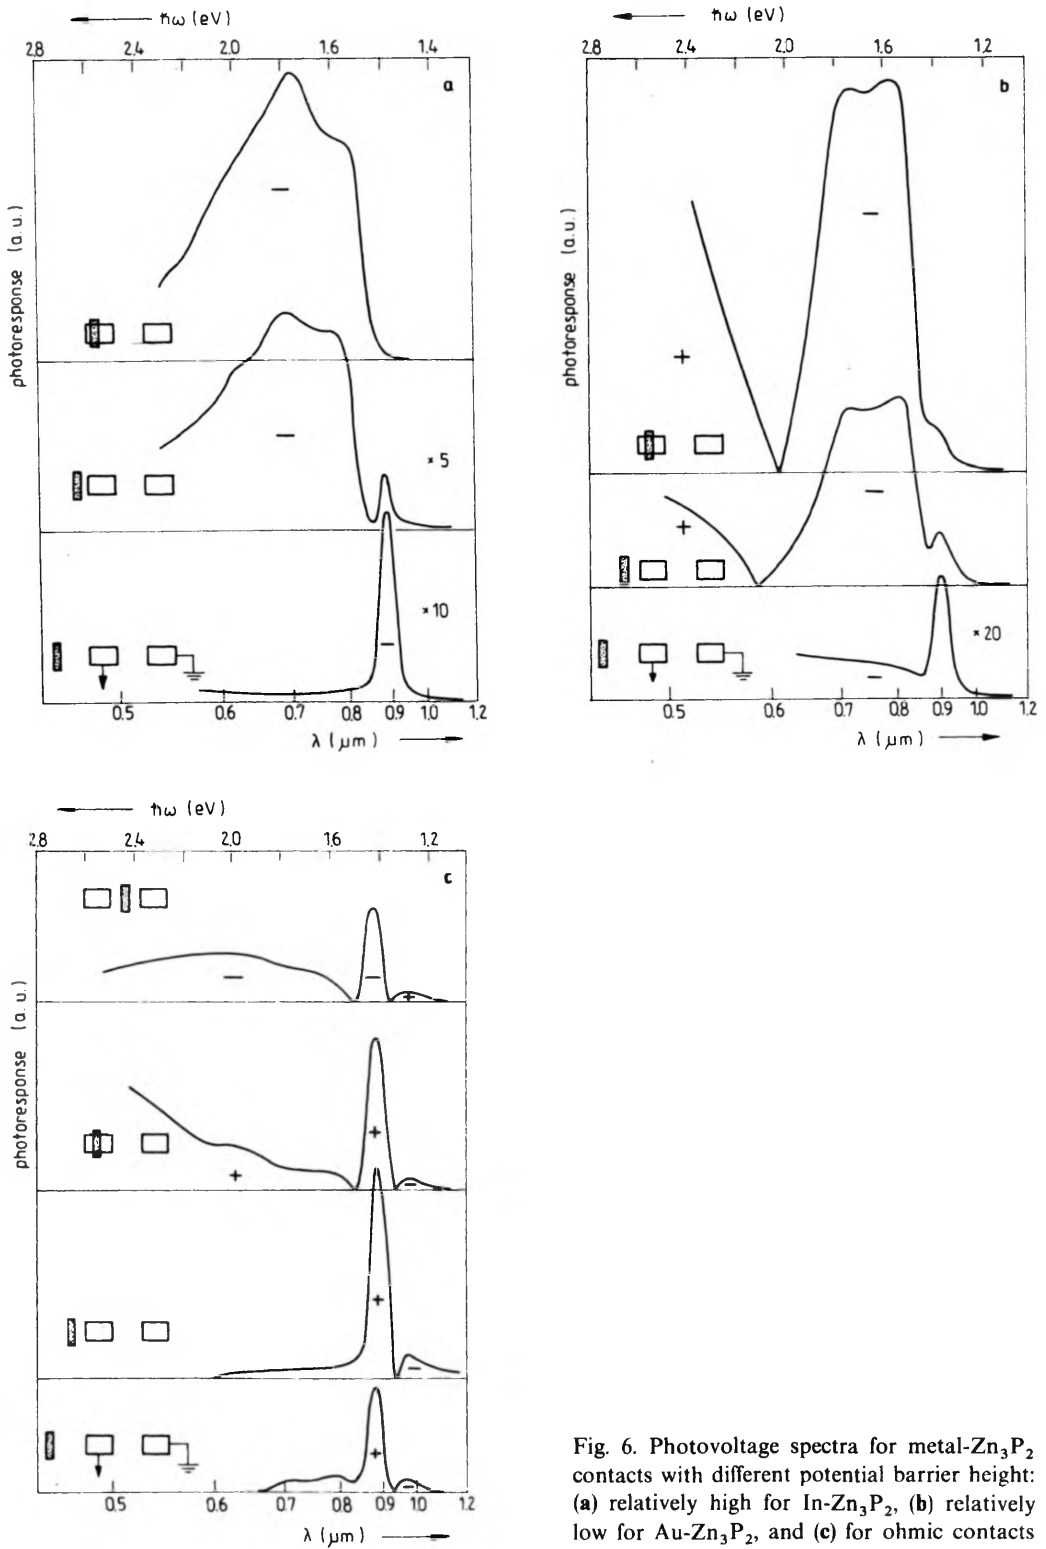 ħω (eV)
2.8 2.4 2.0 1.6 1.4
a
photoresponse (a.u.)
−
−
×5
×10
−
0.5 0.6 0.7 0.8 0.9 1.0 1.2
λ (μm)
ħω (eV)
2.8 2.4 2.0 1.6 1.2
b
photoresponse (a.u.)
−
+
−
+
×20
−
0.5 0.6 0.7 0.8 0.9 1.0 1.2
λ (μm)
ħω (eV)
2.8 2.4 2.0 1.6 1.2
c
photoresponse (a.u.)
− − +
+
+ −
+
−
+
−
0.5 0.6 0.7 0.8 0.9 1 1.2
λ (μm)
Fig. 6. Photovoltage spectra for metal-Zn₃P₂
contacts with different potential barrier height:
(a) relatively high for In-Zn₃P₂, (b) relatively
low for Au-Zn₃P₂, and (c) for ohmic contacts